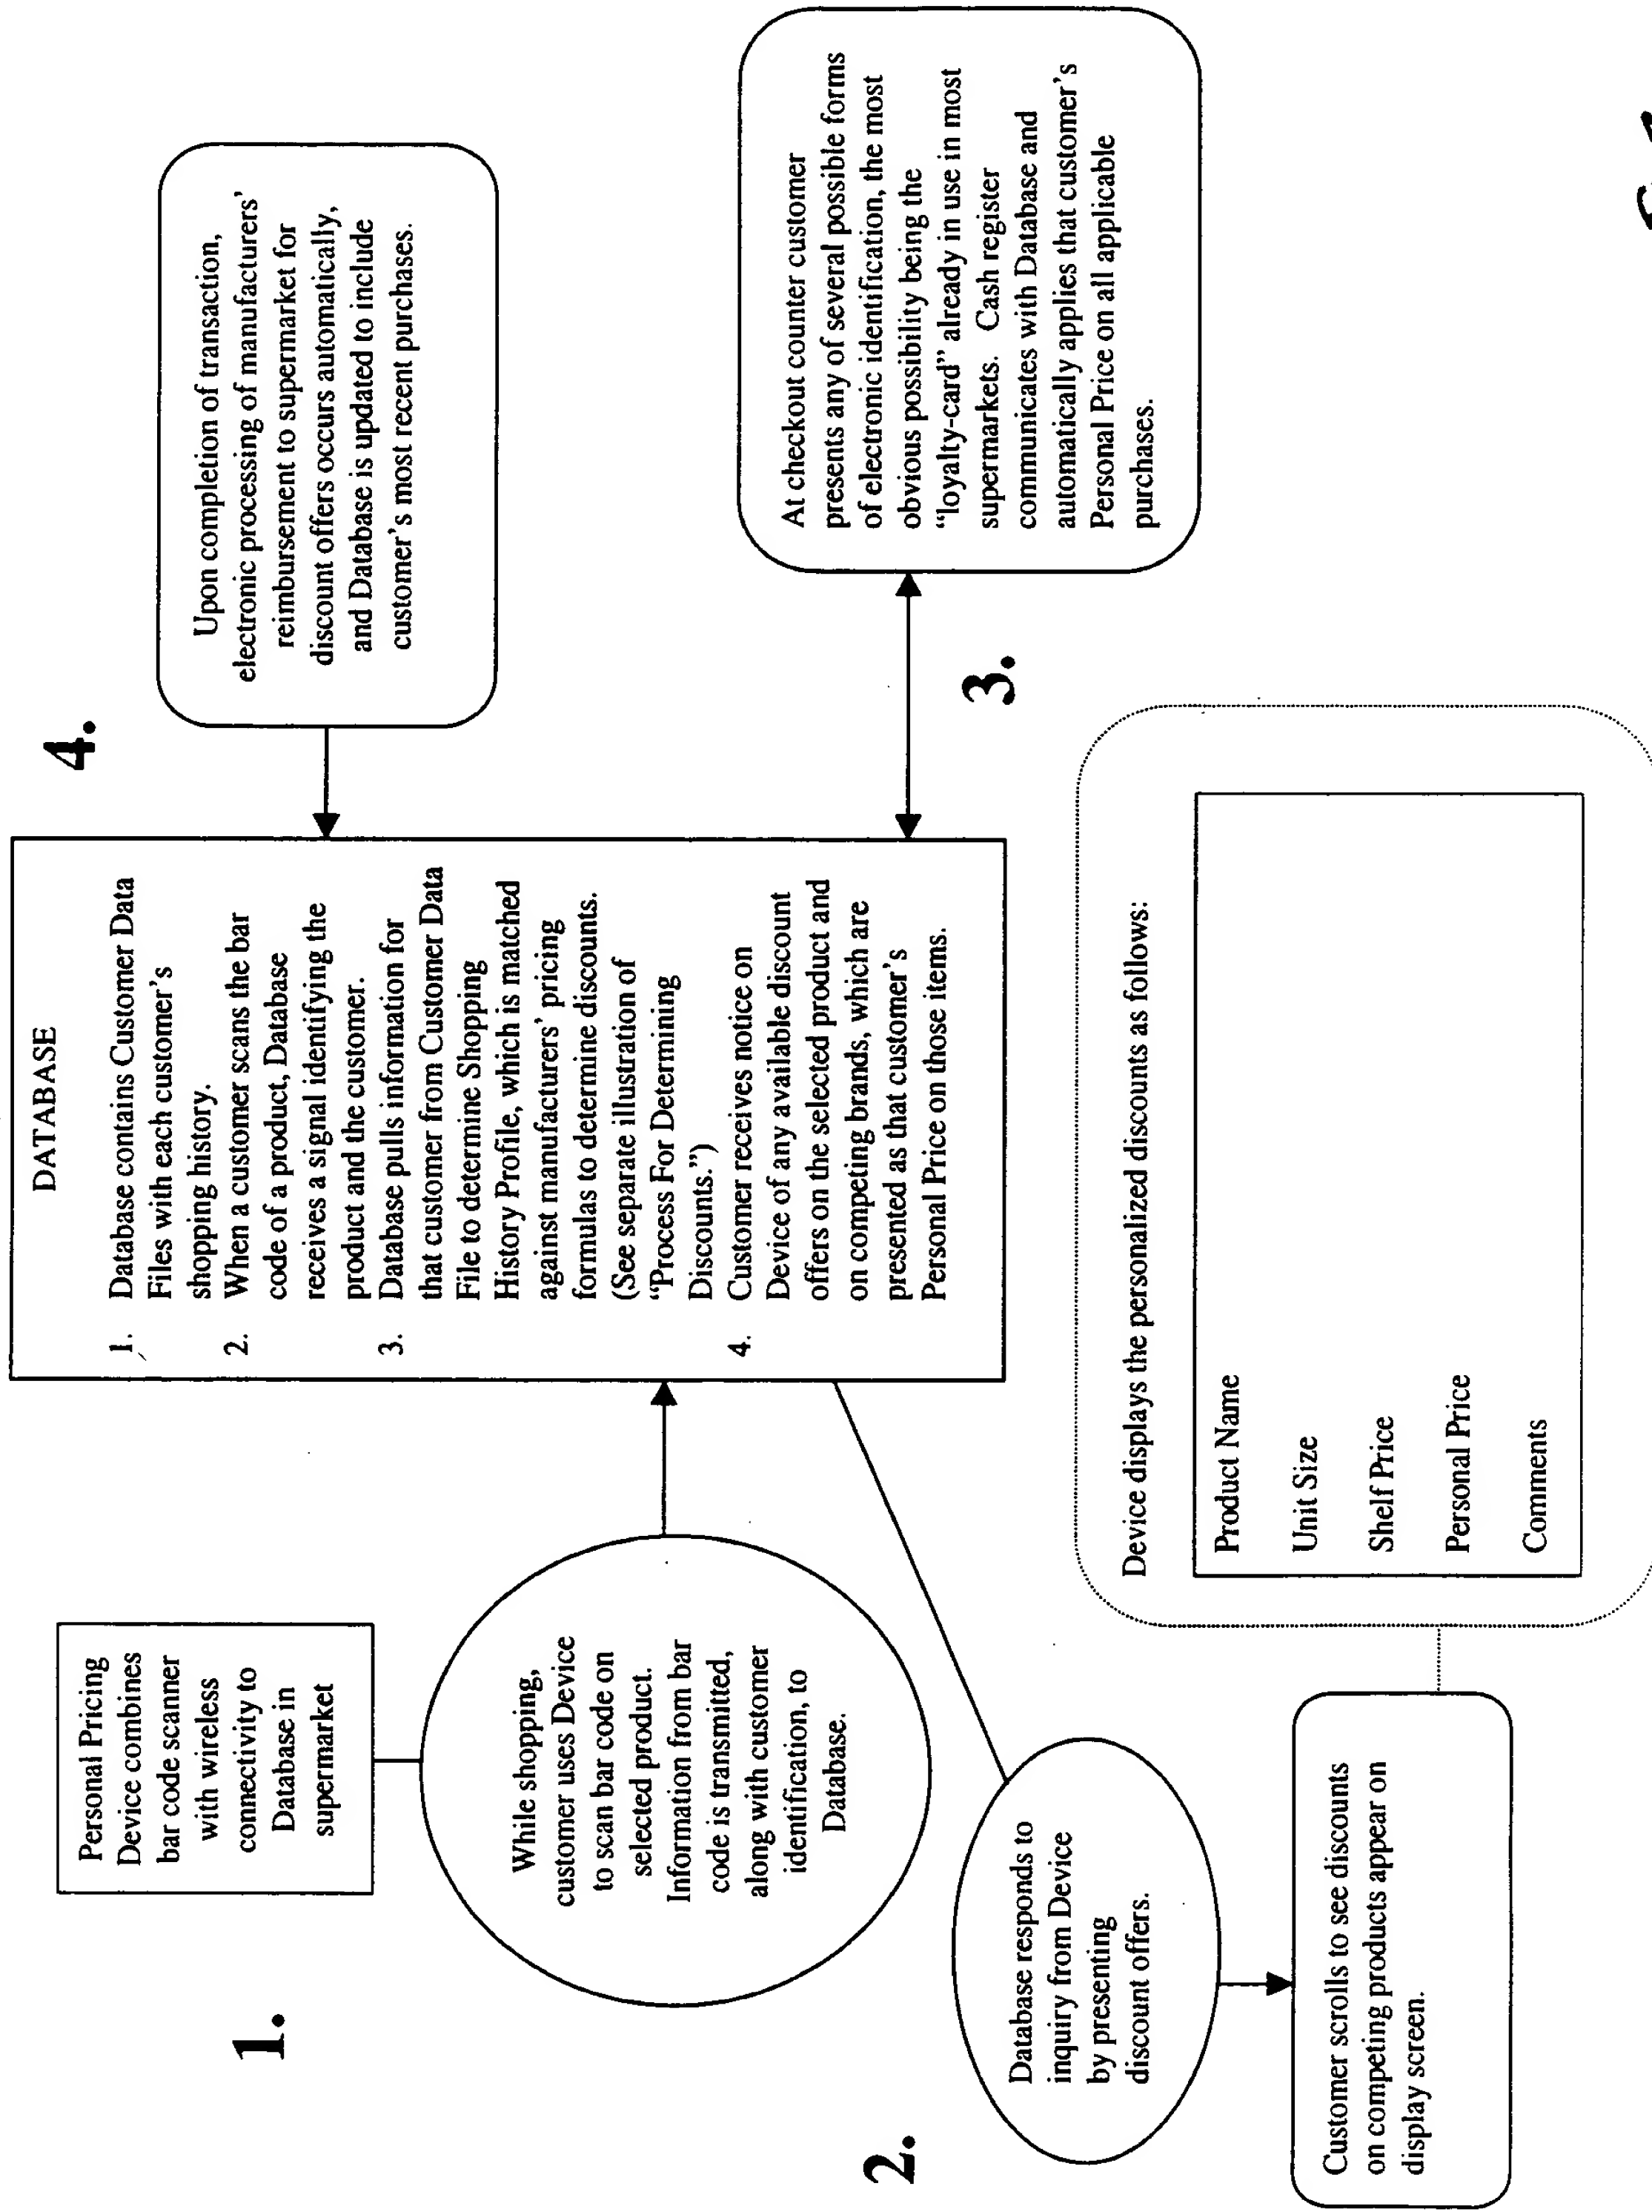 1.
Personal Pricing
Device combines
bar code scanner
with wireless
connectivity to
Database in
supermarket
While shopping,
customer uses Device
to scan bar code on
selected product.
Information from bar
code is transmitted,
along with customer
identification, to
Database.
DATABASE
1. Database contains Customer Data
Files with each customer's
shopping history.
2. When a customer scans the bar
code of a product, Database
receives a signal identifying the
product and the customer.
3. Database pulls information for
that customer from Customer Data
File to determine Shopping
History Profile, which is matched
against manufacturers' pricing
formulas to determine discounts.
(See separate illustration of
“Process For Determining
Discounts.”)
4. Customer receives notice on
Device of any available discount
offers on the selected product and
on competing brands, which are
presented as that customer's
Personal Price on those items.
4.
Upon completion of transaction,
electronic processing of manufacturers'
reimbursement to supermarket for
discount offers occurs automatically,
and Database is updated to include
customer's most recent purchases.
3.
At checkout counter customer
presents any of several possible forms
of electronic identification, the most
obvious possibility being the
“loyalty-card” already in use in most
supermarkets. Cash register
communicates with Database and
automatically applies that customer's
Personal Price on all applicable
purchases.
2.
Database responds to
inquiry from Device
by presenting
discount offers.
Customer scrolls to see discounts
on competing products appear on
display screen.
Device displays the personalized discounts as follows:
Product Name
Unit Size
Shelf Price
Personal Price
Comments